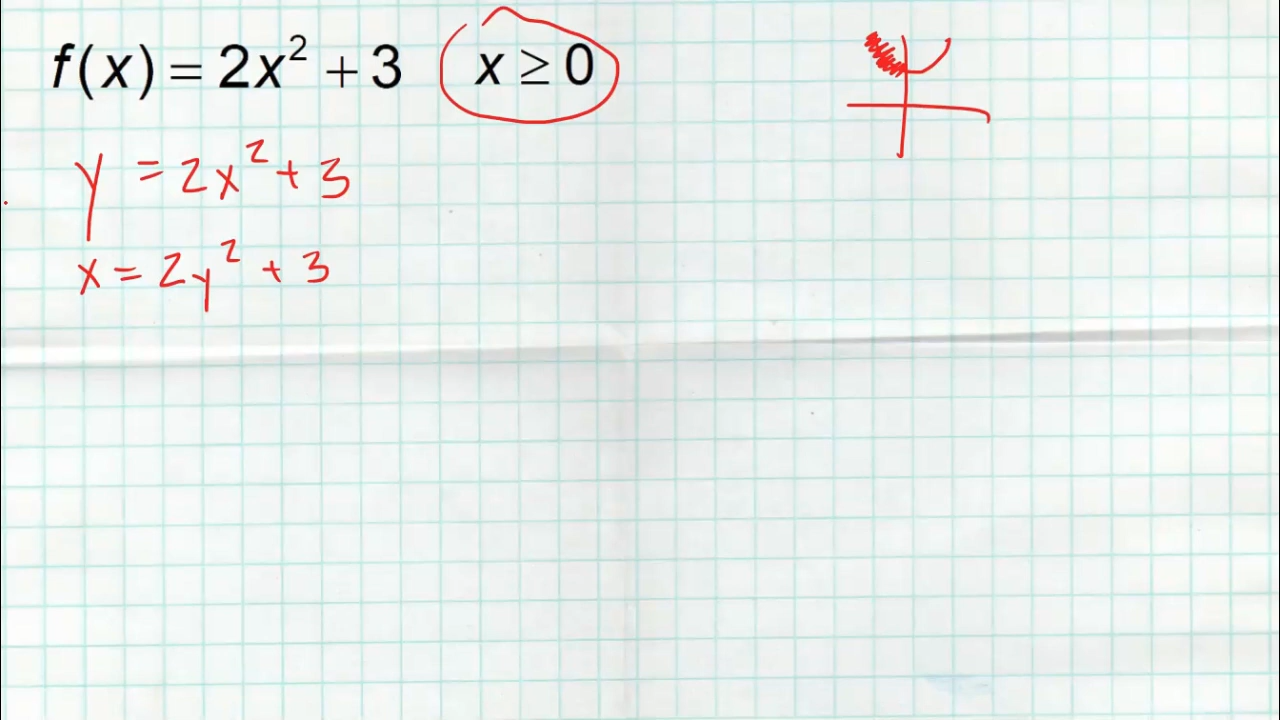 f(x) = 2x² + 3 x ≥ 0
y = 2x² + 3
x = 2y² + 3